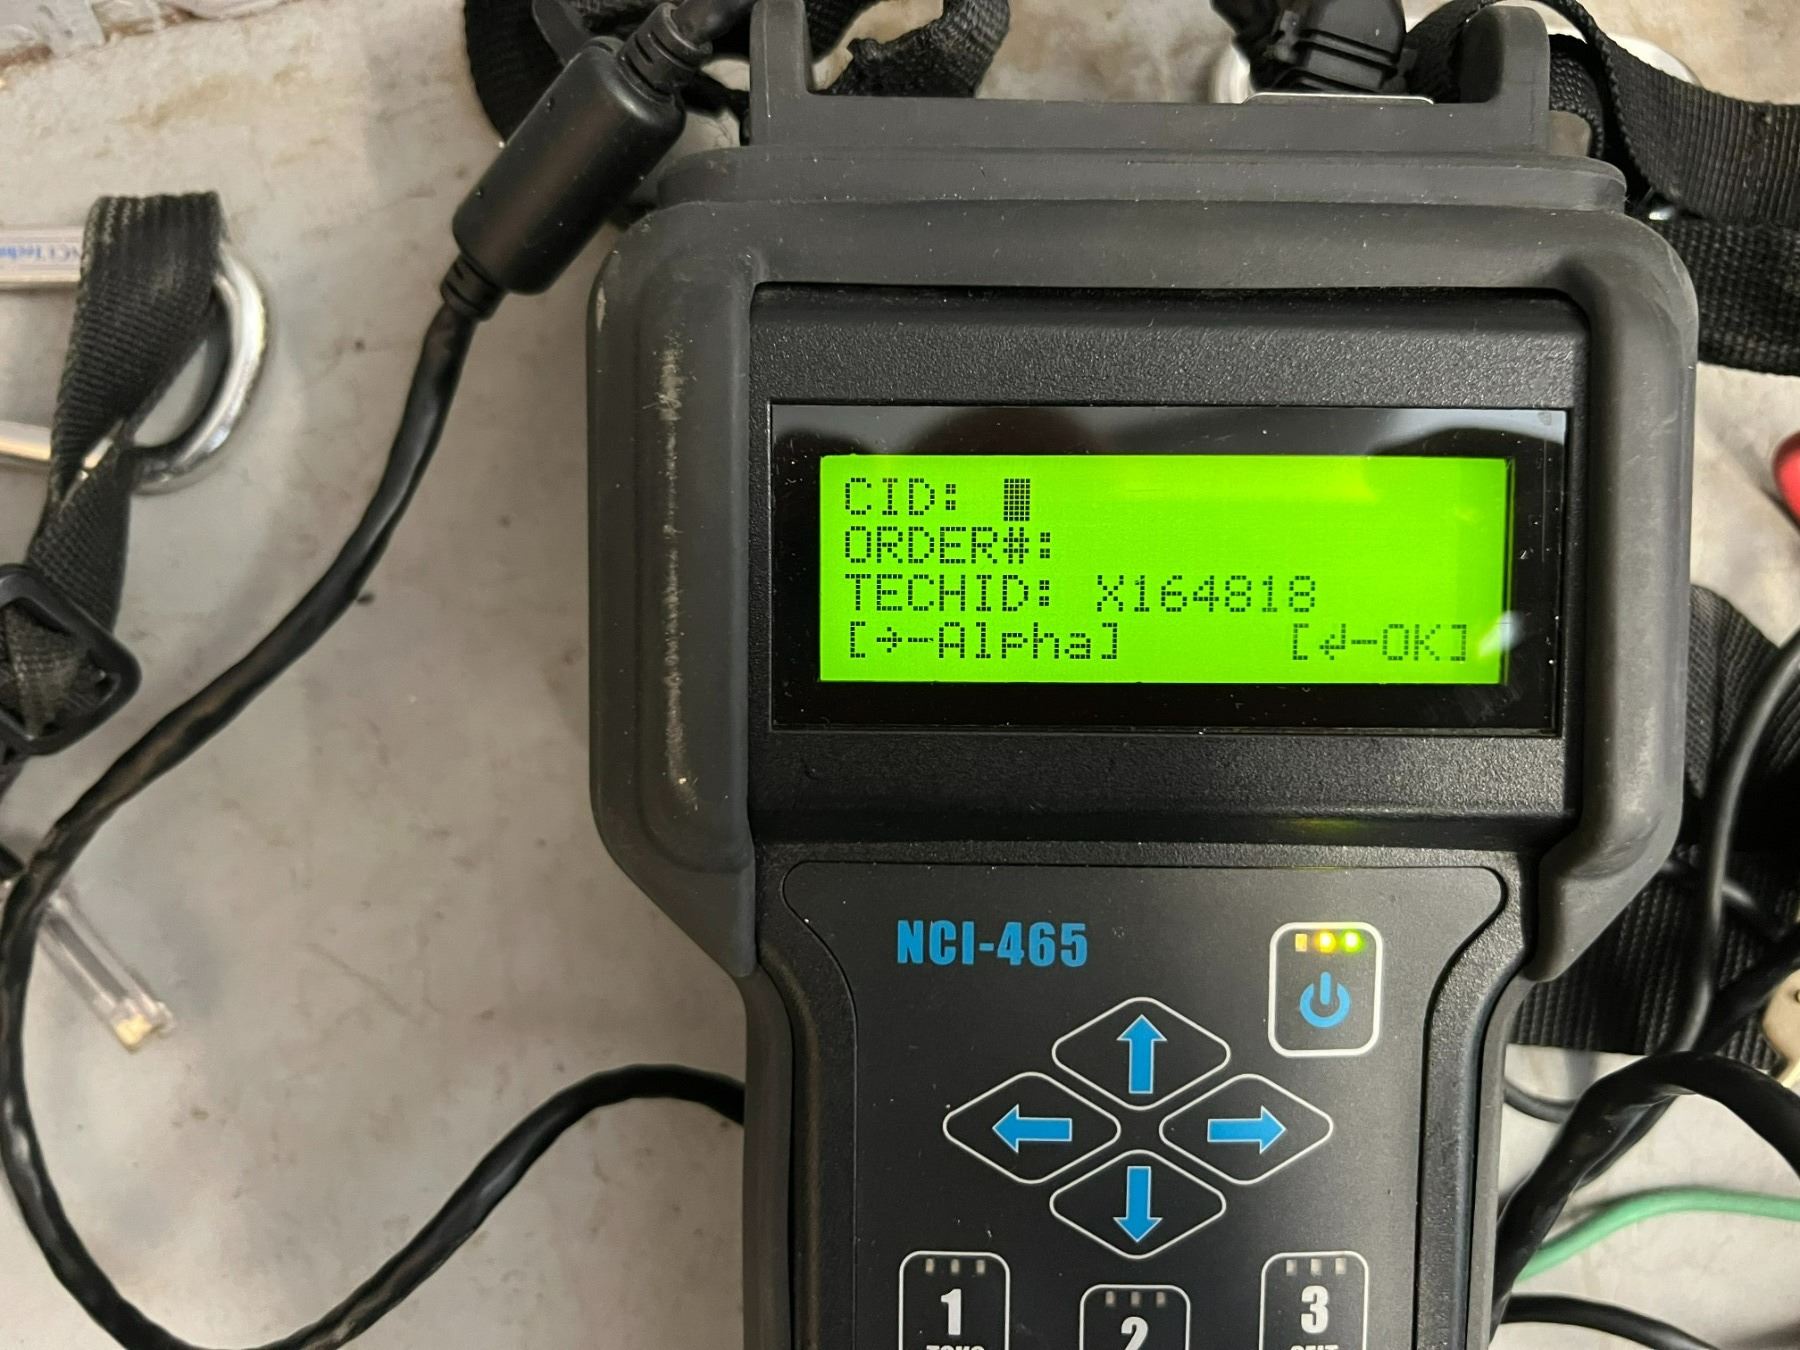 CID:
ORDER#:
TECHID: X164818
[→-Alpha] [↲-OK]
NCI-465
1
2
3